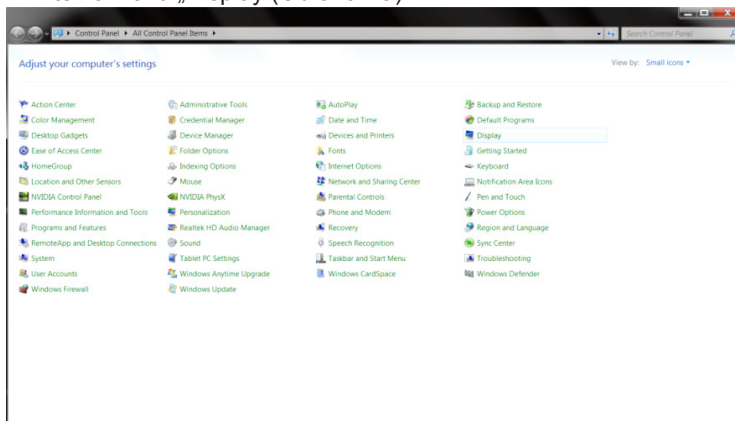 Control Panel ▸ All Control Panel Items ▸
Search Control Panel
Adjust your computer's settings
View by: Small icons
Action Center
Administrative Tools
AutoPlay
Backup and Restore
Color Management
Credential Manager
Date and Time
Default Programs
Desktop Gadgets
Device Manager
Devices and Printers
Display
Ease of Access Center
Folder Options
Fonts
Getting Started
HomeGroup
Indexing Options
Internet Options
Keyboard
Location and Other Sensors
Mouse
Network and Sharing Center
Notification Area Icons
NVIDIA Control Panel
NVIDIA PhysX
Parental Controls
Pen and Touch
Performance Information and Tools
Personalization
Phone and Modem
Power Options
Programs and Features
Realtek HD Audio Manager
Recovery
Region and Language
RemoteApp and Desktop Connections
Sound
Speech Recognition
Sync Center
System
Tablet PC Settings
Taskbar and Start Menu
Troubleshooting
User Accounts
Windows Anytime Upgrade
Windows CardSpace
Windows Defender
Windows Firewall
Windows Update